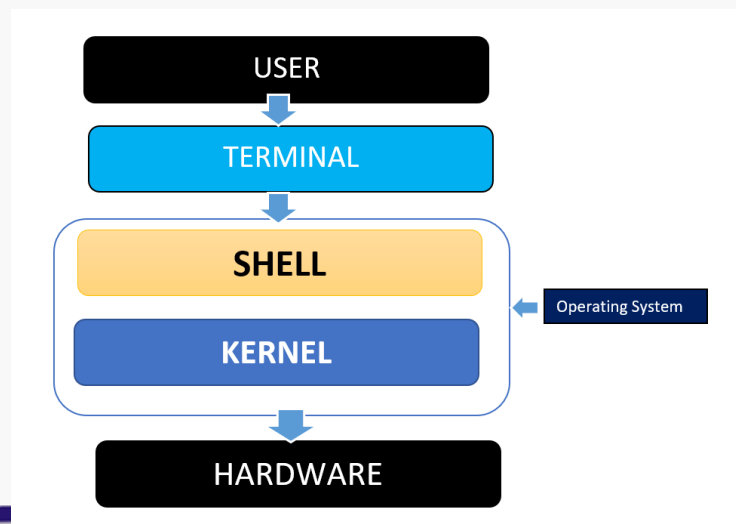 USER
TERMINAL
SHELL
Operating System
KERNEL
HARDWARE